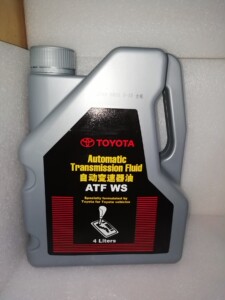 TOYOTA
Automatic
Transmission Fluid
自动变速器油
ATF WS
Specially formulated by
Toyota for Toyota vehicles
4 Liters